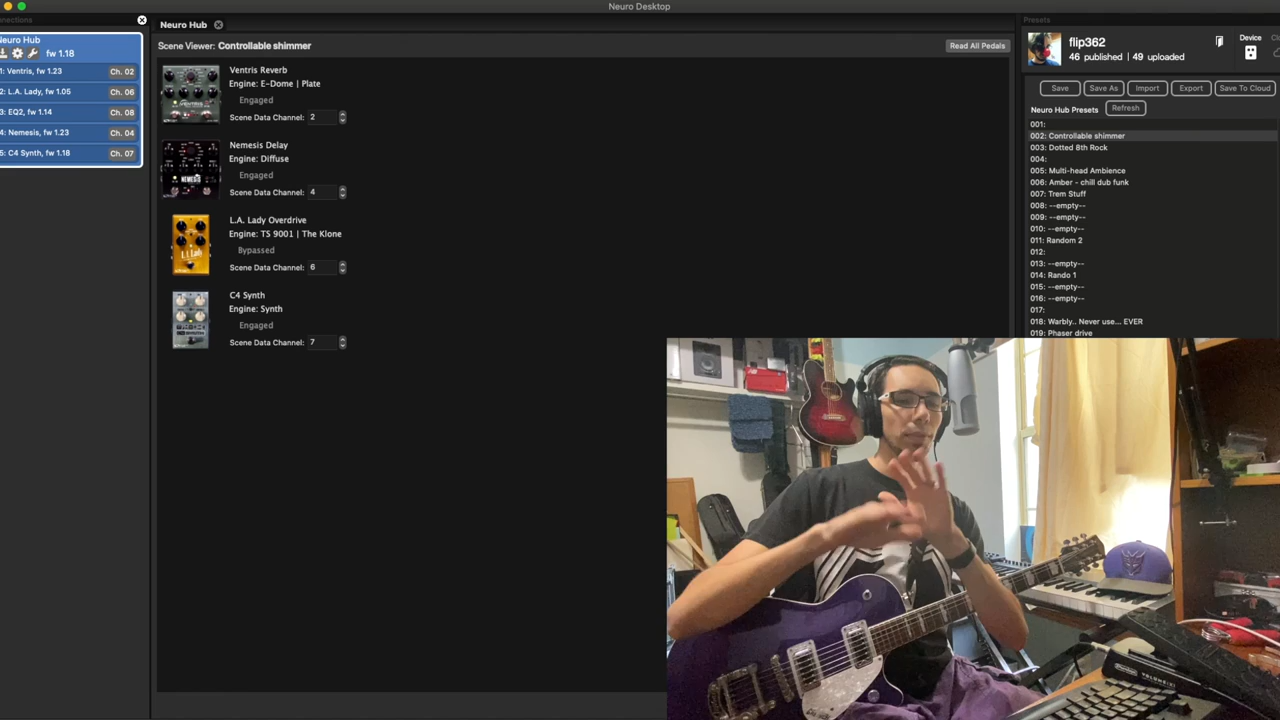 Neuro Desktop
nections
Neuro Hub
fw 1.18
1: Ventris, fw 1.23
Ch. 02
2: L.A. Lady, fw 1.05
Ch. 06
3: EQ2, fw 1.14
Ch. 08
4: Nemesis, fw 1.23
Ch. 04
5: C4 Synth, fw 1.18
Ch. 07
Neuro Hub
Scene Viewer: Controllable shimmer
Read All Pedals
Ventris Reverb
Engine: E-Dome | Plate
Engaged
Scene Data Channel: 2
Nemesis Delay
Engine: Diffuse
Engaged
Scene Data Channel: 4
L.A. Lady Overdrive
Engine: TS 9001 | The Klone
Bypassed
Scene Data Channel: 6
C4 Synth
Engine: Synth
Engaged
Scene Data Channel: 7
NEMESIS
L.A. Lady
Presets
flip362
46 published | 49 uploaded
Device
Save
Save As
Import
Export
Save To Cloud
Neuro Hub Presets
Refresh
001:
002: Controllable shimmer
003: Dotted 8th Rock
004:
005: Multi-head Ambience
006: Amber - chill dub funk
007: Trem Stuff
008: --empty--
009: --empty--
010: --empty--
011: Random 2
012:
013: --empty--
014: Rando 1
015: --empty--
016: --empty--
017:
018: Warbly.. Never use... EVER
019: Phaser drive